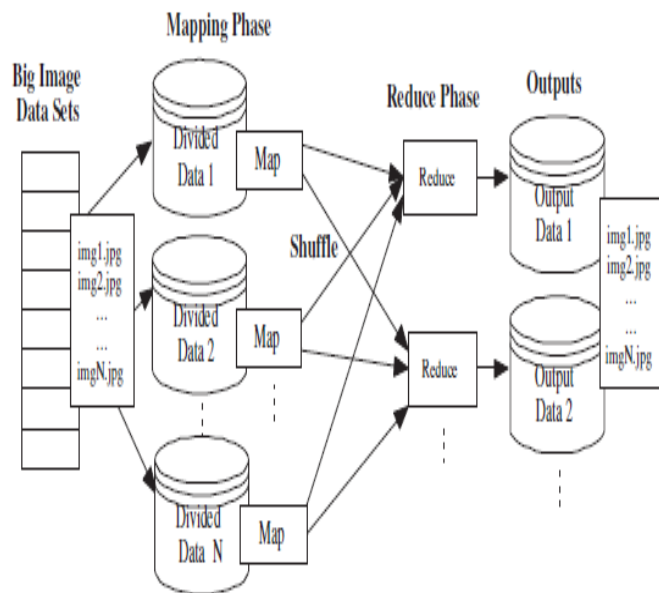 Mapping Phase
Big Image
Data Sets
Reduce Phase
Outputs
Divided
Data 1
Map
Reduce
Output
Data 1
img1.jpg
img2.jpg
...
...
imgN.jpg
Shuffle
img1.jpg
img2.jpg
...
...
imgN.jpg
Divided
Data 2
Map
Reduce
Output
Data 2
Divided
Data N
Map